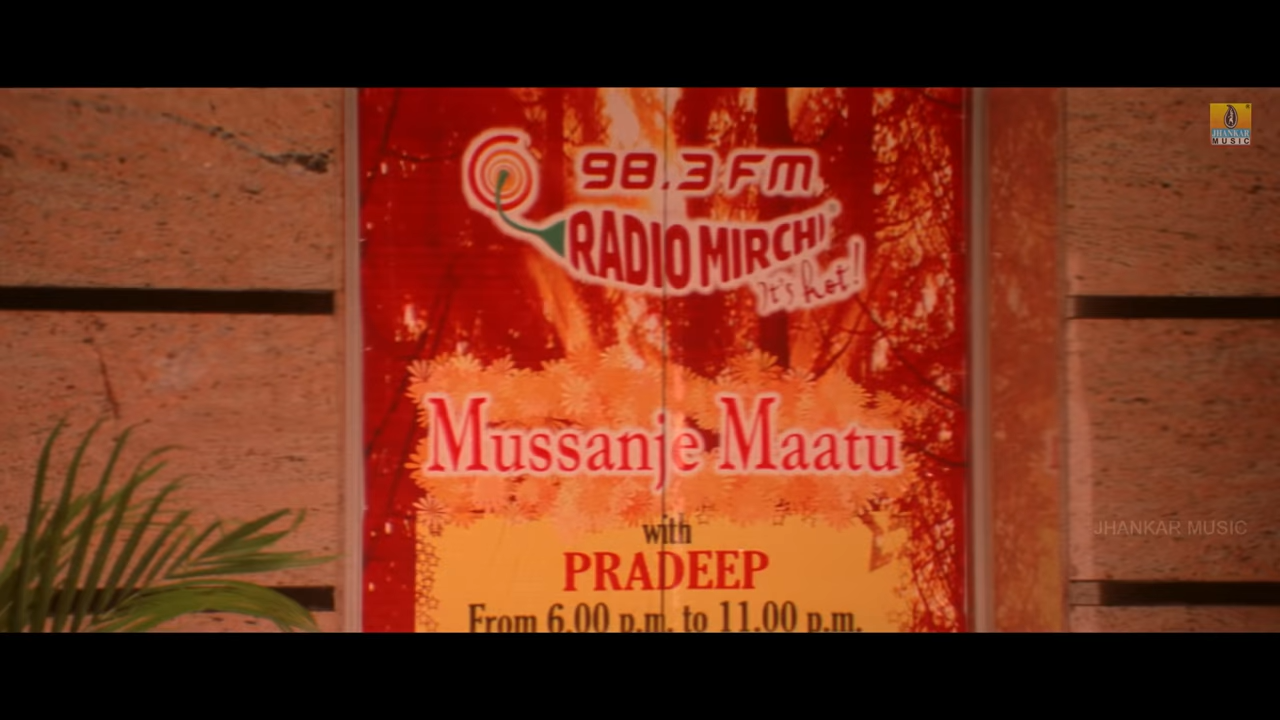 JHANKAR
MUSIC
98.3 FM
RADIO MIRCHI
It's hot!
Mussanje Maatu
with
PRADEEP
From 6.00 p.m. to 11.00 p.m.
JHANKAR MUSIC